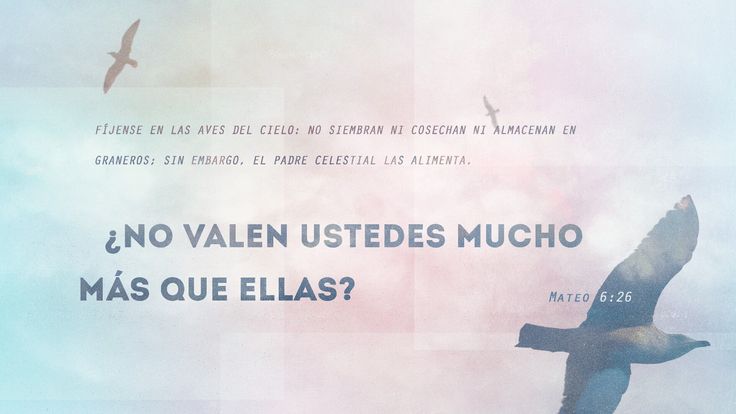 FÍJENSE EN LAS AVES DEL CIELO: NO SIEMBRAN NI COSECHAN NI ALMACENAN EN
GRANEROS; SIN EMBARGO, EL PADRE CELESTIAL LAS ALIMENTA.
¿NO VALEN USTEDES MUCHO
MÁS QUE ELLAS?
MATEO 6:26